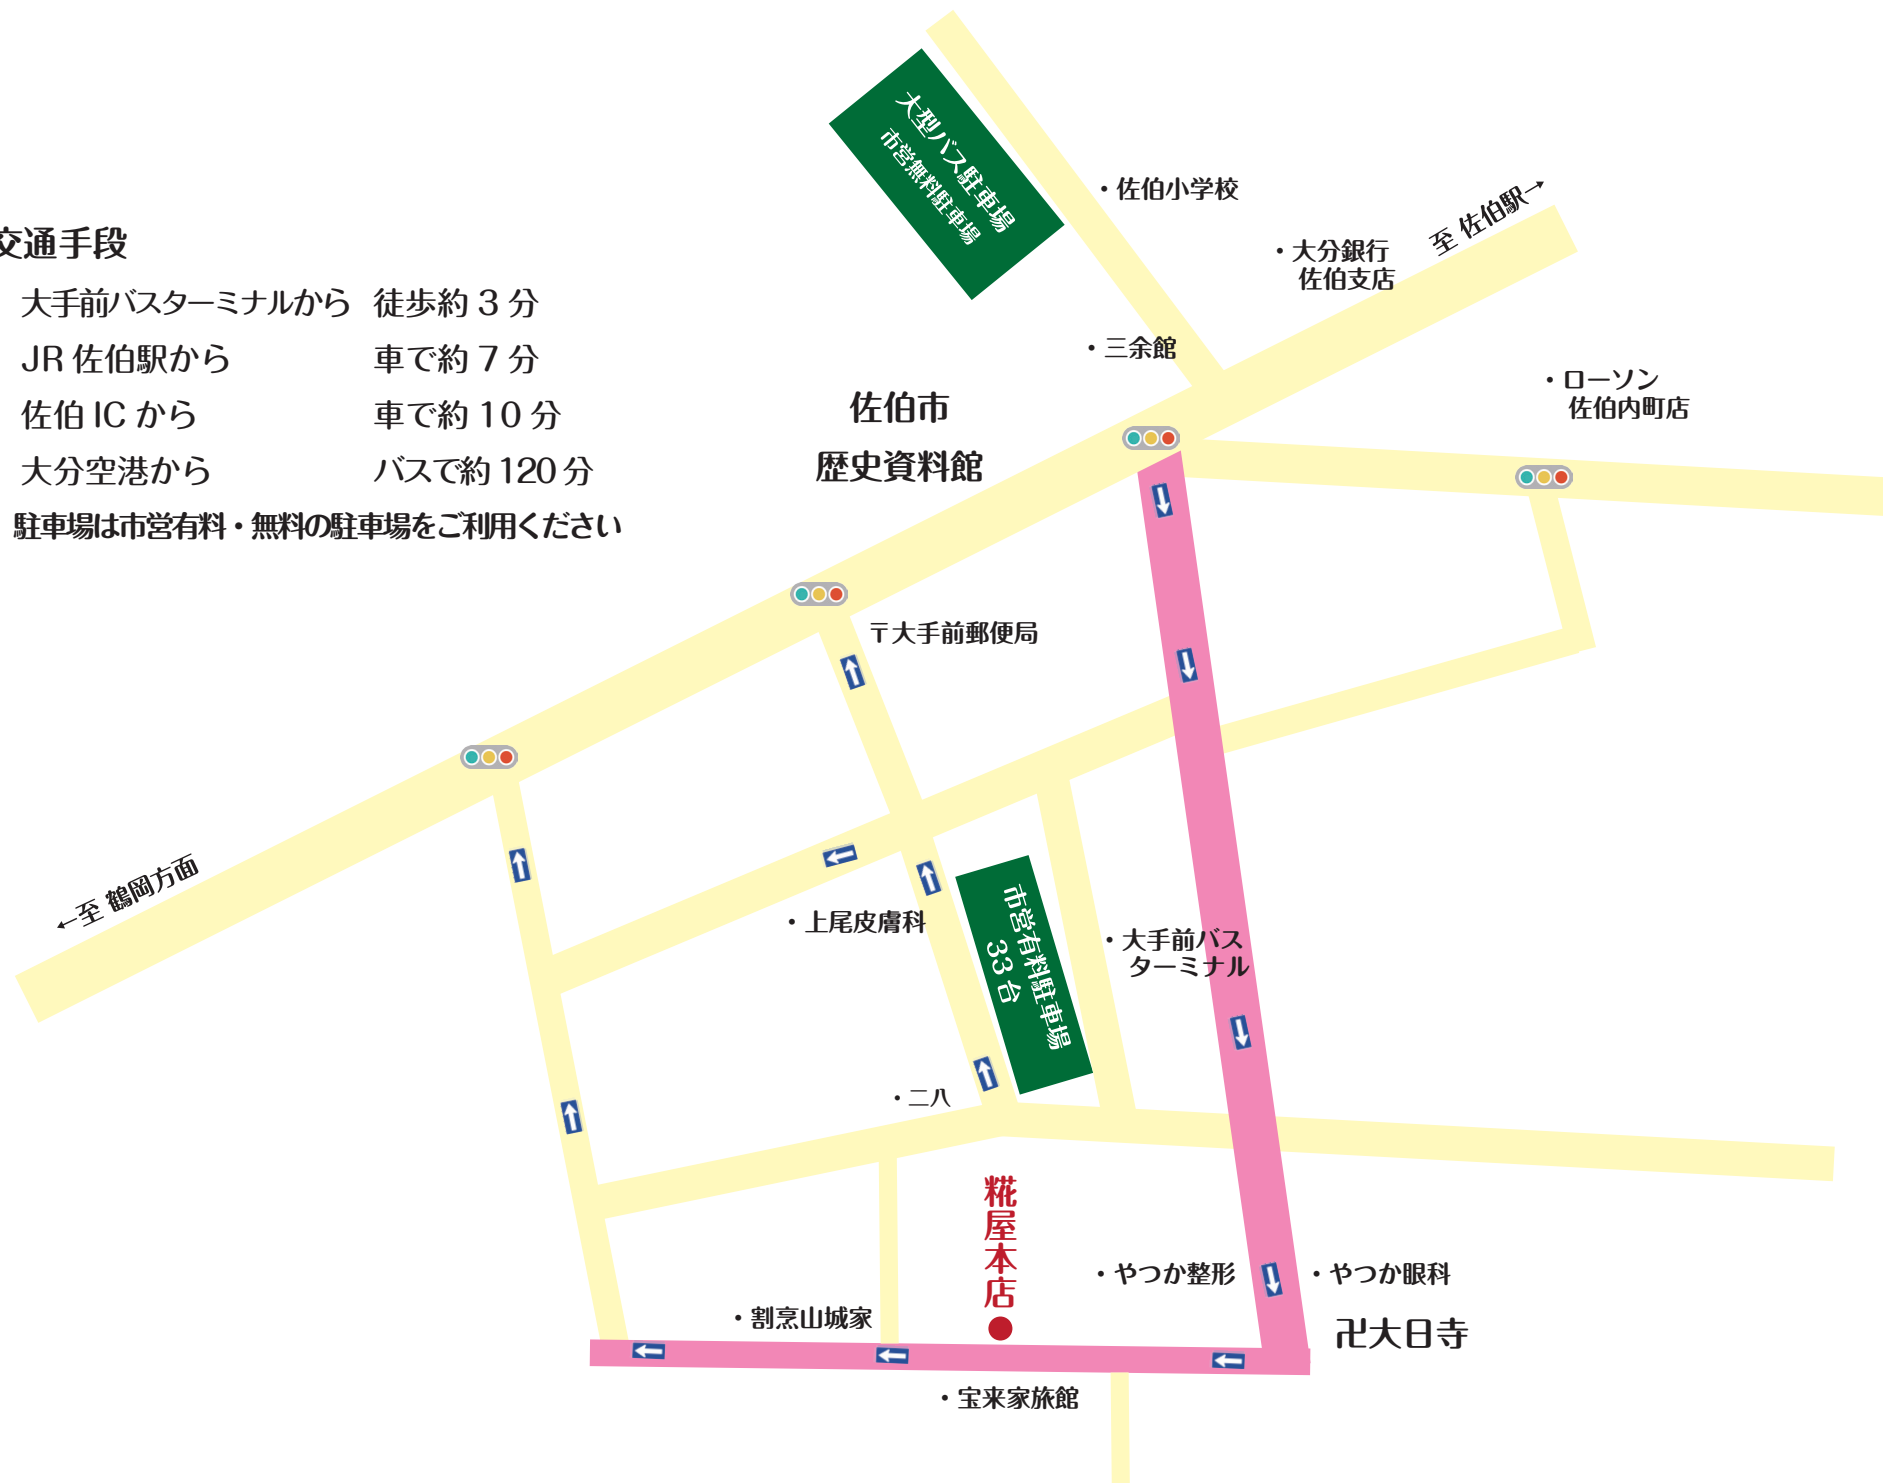 交通手段
大手前バスターミナルから 徒歩約 3 分
JR 佐伯駅から 車で約 7 分
佐伯 IC から 車で約 10 分
大分空港から バスで約 120 分
駐車場は市営有料・無料の駐車場をご利用ください
大型バス駐車場
市営無料駐車場
・佐伯小学校
・大分銀行
佐伯支店
至 佐伯駅→
・三余館
・ローソン
佐伯内町店
佐伯市
歴史資料館
〒大手前郵便局
←至 鶴岡方面
・上尾皮膚科
市営有料駐車場
33 台
・大手前バス
ターミナル
・二八
糀屋本店
・やつか整形
・やつか眼科
・割烹山城家
卍大日寺
・宝来家旅館